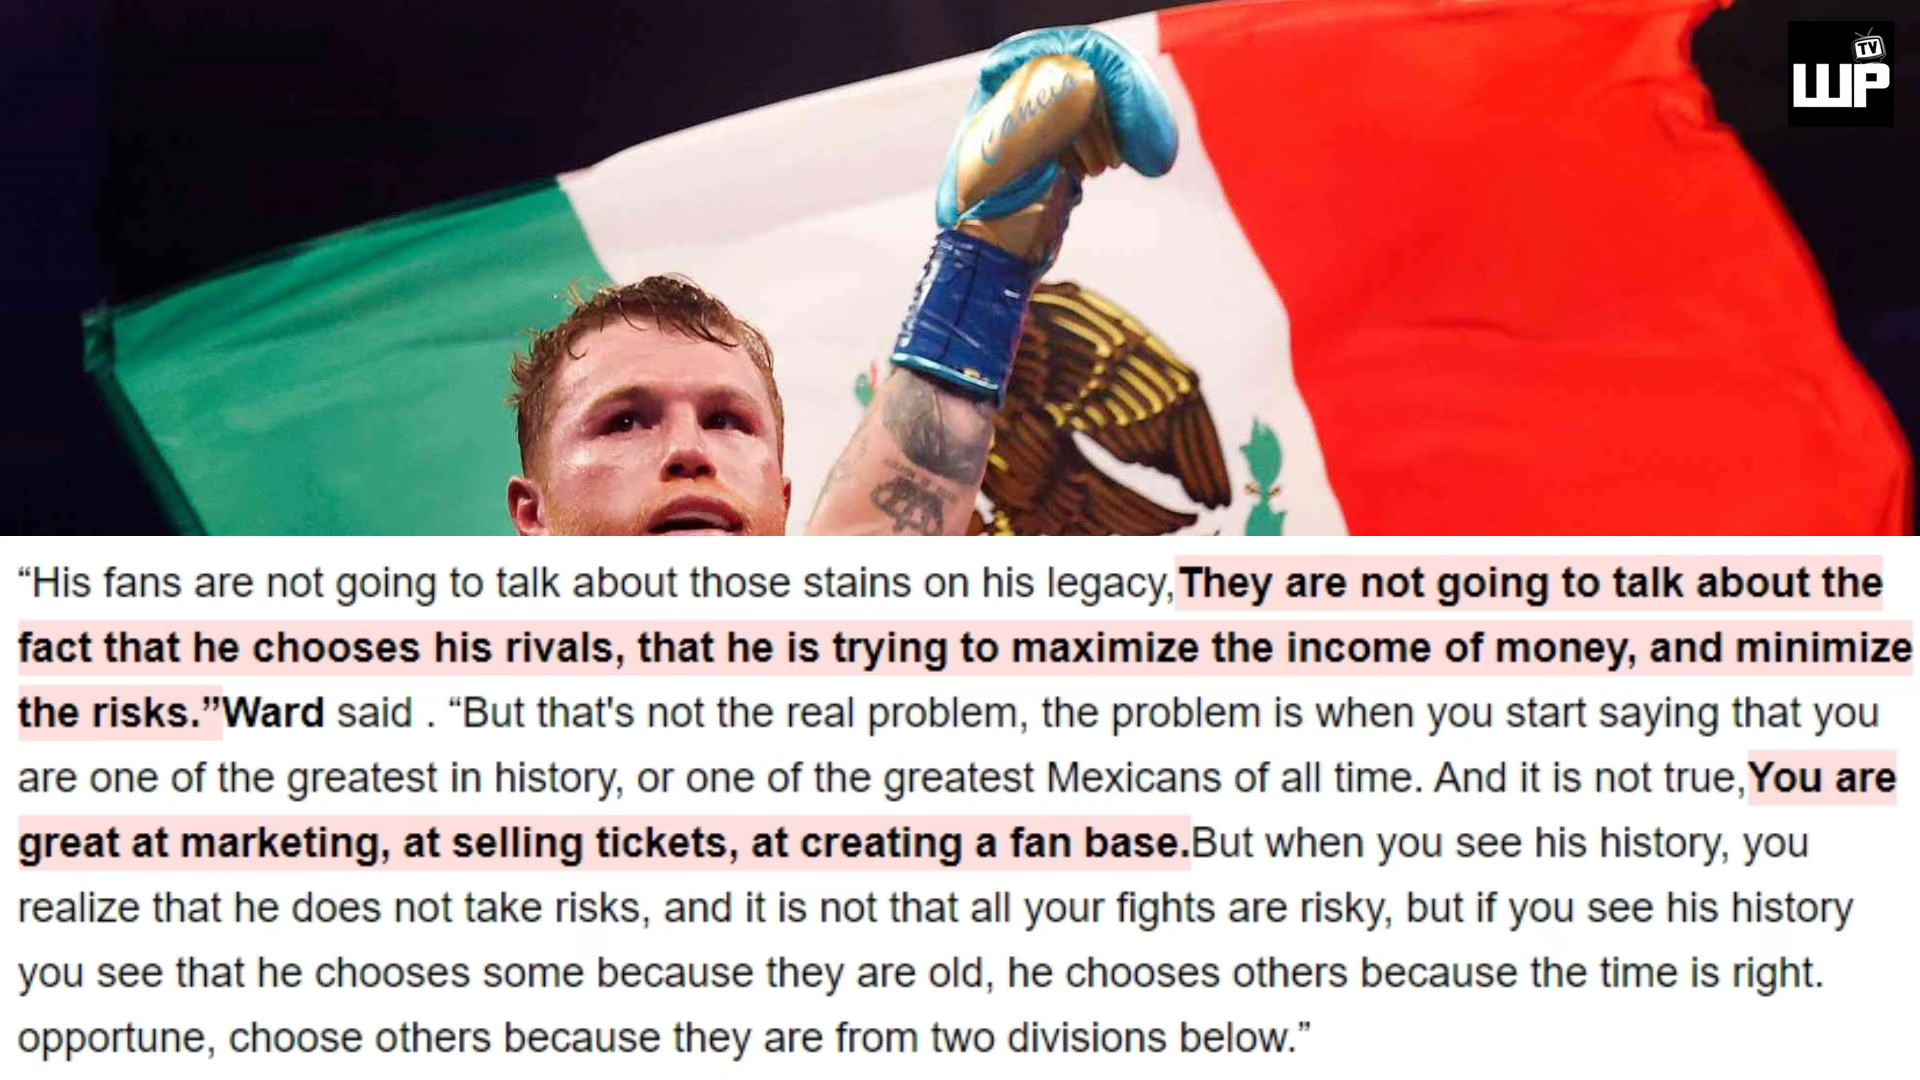 TV
WP
Canelo
“His fans are not going to talk about those stains on his legacy,They are not going to talk about the
fact that he chooses his rivals, that he is trying to maximize the income of money, and minimize
the risks.”Ward said . “But that's not the real problem, the problem is when you start saying that you
are one of the greatest in history, or one of the greatest Mexicans of all time. And it is not true,You are
great at marketing, at selling tickets, at creating a fan base.But when you see his history, you
realize that he does not take risks, and it is not that all your fights are risky, but if you see his history
you see that he chooses some because they are old, he chooses others because the time is right.
opportune, choose others because they are from two divisions below.”